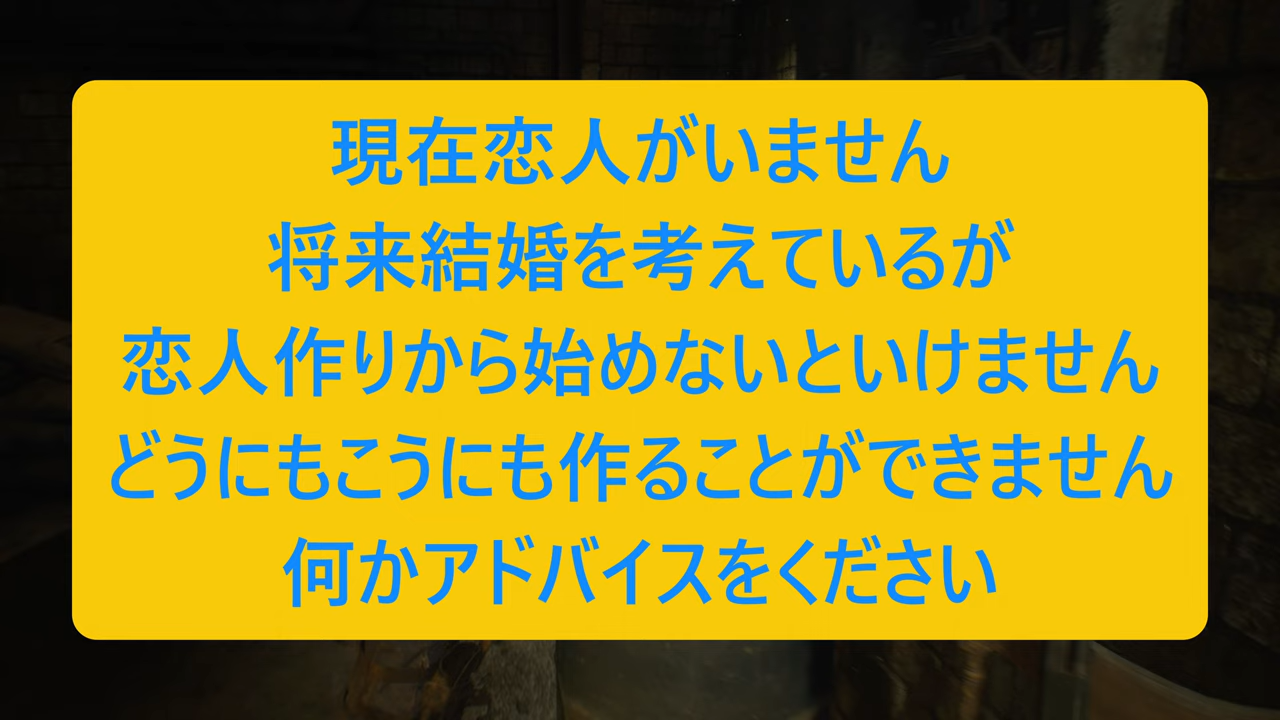 現在恋人がいません
将来結婚を考えているが
恋人作りから始めないといけません
どうにもこうにも作ることができません
何かアドバイスをください